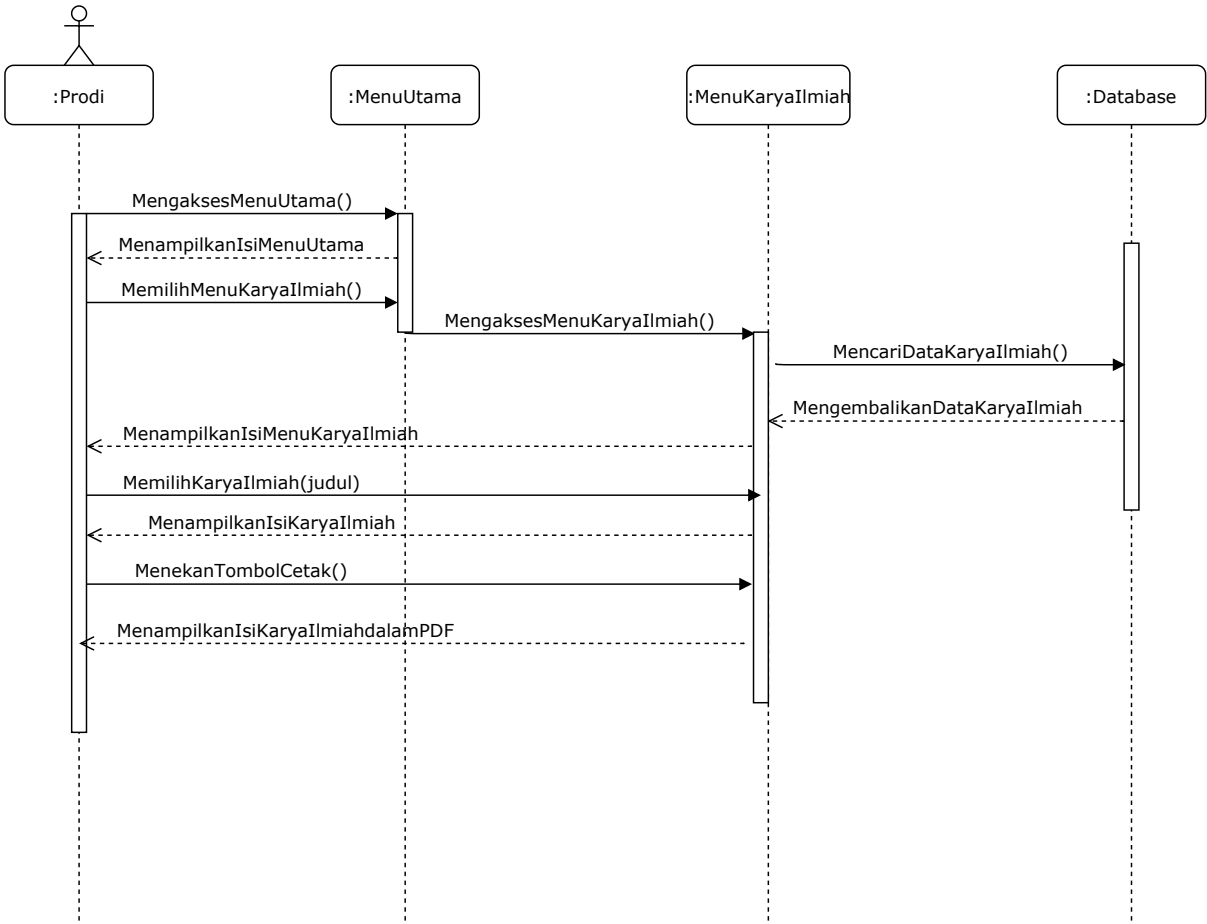 :Prodi
:MenuUtama
:MenuKaryaIlmiah
:Database
MengaksesMenuUtama()
MenampilkanIsiMenuUtama
MemilihMenuKaryaIlmiah()
MengaksesMenuKaryaIlmiah()
MencariDataKaryaIlmiah()
MengembalikanDataKaryaIlmiah
MenampilkanIsiMenuKaryaIlmiah
MemilihKaryaIlmiah(judul)
MenampilkanIsiKaryaIlmiah
MenekanTombolCetak()
MenampilkanIsiKaryaIlmiahdalamPDF